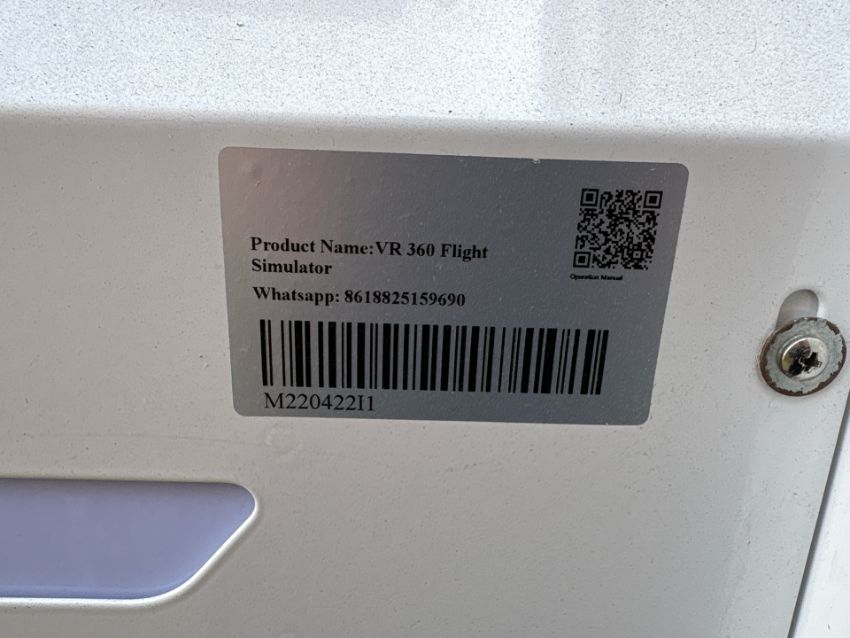 Operation Manual
Product Name:VR 360 Flight
Simulator
Whatsapp: 8618825159690
M220422I1